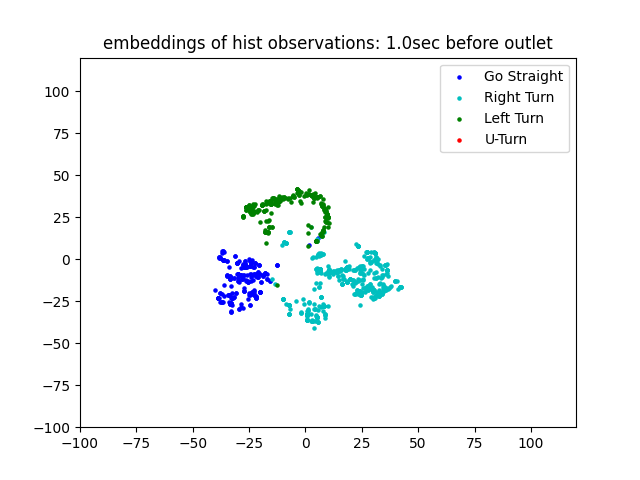 embeddings of hist observations: 1.0sec before outlet
Go Straight
Right Turn
Left Turn
U-Turn
100
75
50
25
0
−25
−50
−75
−100
−100 −75 −50 −25 0 25 50 75 100